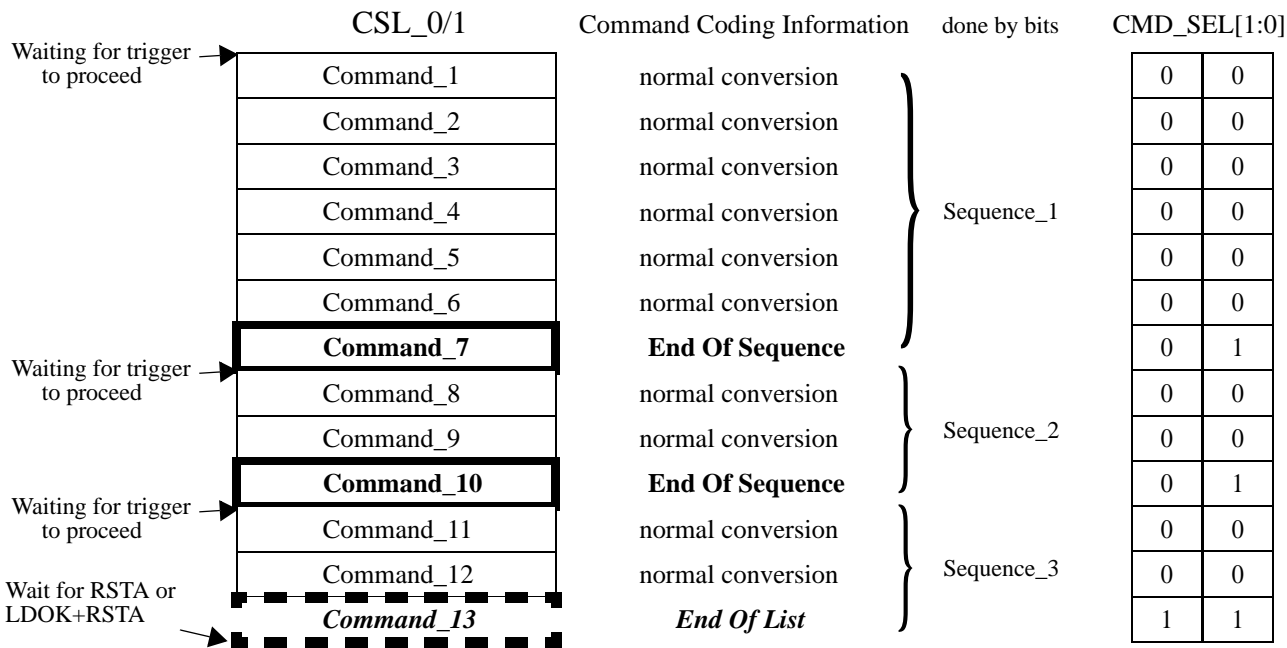 CSL_0/1 Command Coding Information done by bits CMD_SEL[1:0]
Waiting for trigger
to proceed
Command_1 normal conversion 0 0
Command_2 normal conversion 0 0
Command_3 normal conversion 0 0
Command_4 normal conversion Sequence_1 0 0
Command_5 normal conversion 0 0
Command_6 normal conversion 0 0
Command_7 End Of Sequence 0 1
Waiting for trigger
to proceed
Command_8 normal conversion 0 0
Command_9 normal conversion Sequence_2 0 0
Command_10 End Of Sequence 0 1
Waiting for trigger
to proceed
Command_11 normal conversion 0 0
Command_12 normal conversion Sequence_3 0 0
Wait for RSTA or
LDOK+RSTA
Command_13 End Of List 1 1